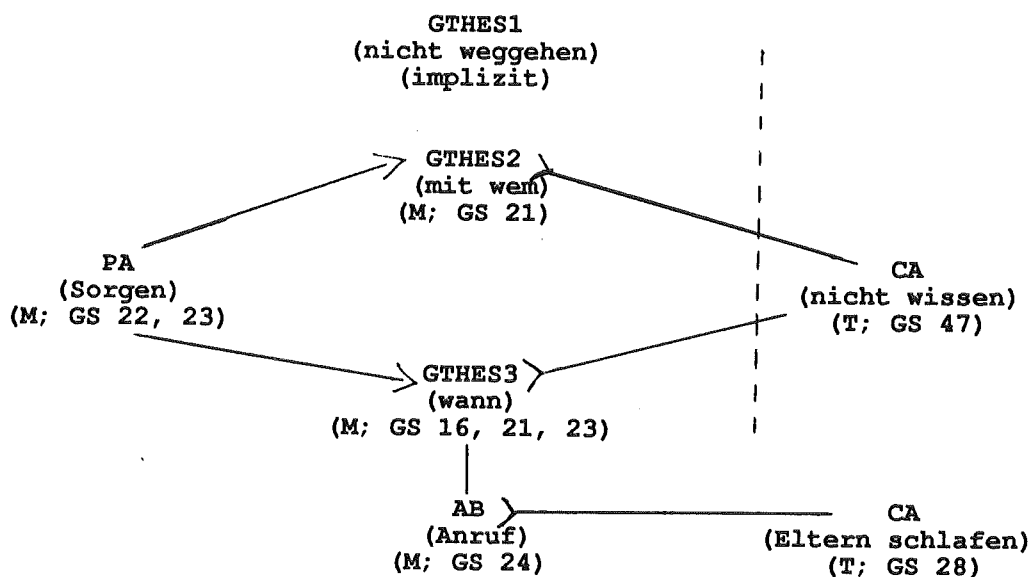 GTHES1
(nicht weggehen)
(implizit)
GTHES2
(mit wem)
(M; GS 21)
PA
(Sorgen)
(M; GS 22, 23)
CA
(nicht wissen)
(T; GS 47)
GTHES3
(wann)
(M; GS 16, 21, 23)
AB
(Anruf)
(M; GS 24)
CA
(Eltern schlafen)
(T; GS 28)